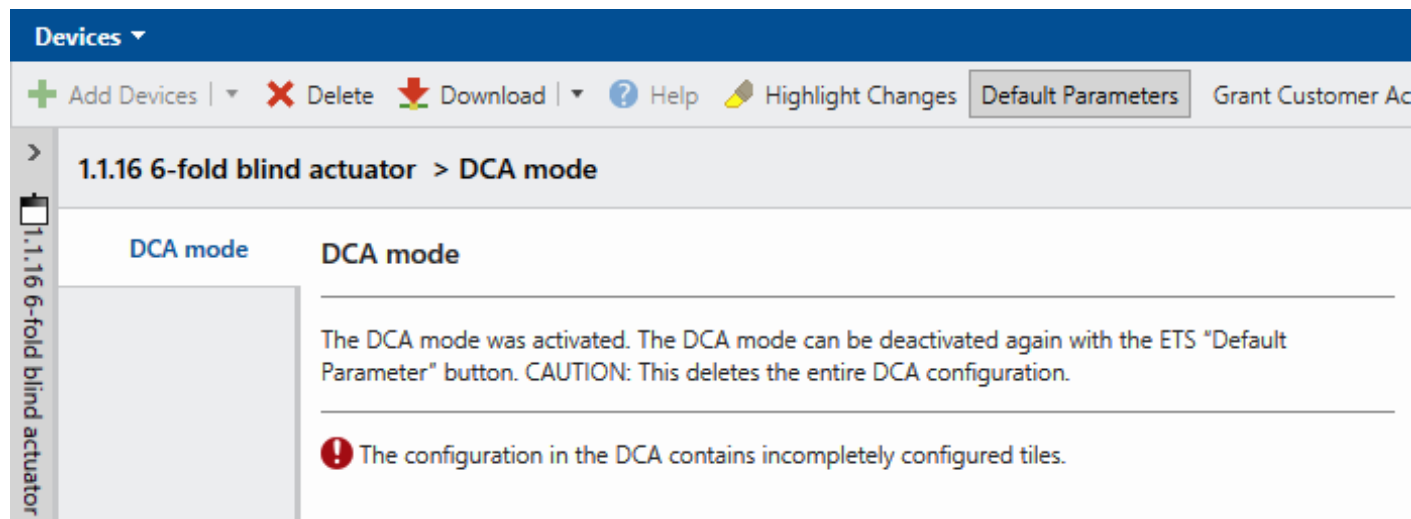 Devices
Add Devices Delete Download Help Highlight Changes Default Parameters Grant Customer Ac
1.1.16 6-fold blind actuator > DCA mode
1.1.16 6-fold blind actuator
DCA mode
DCA mode
The DCA mode was activated. The DCA mode can be deactivated again with the ETS “Default
Parameter” button. CAUTION: This deletes the entire DCA configuration.
The configuration in the DCA contains incompletely configured tiles.